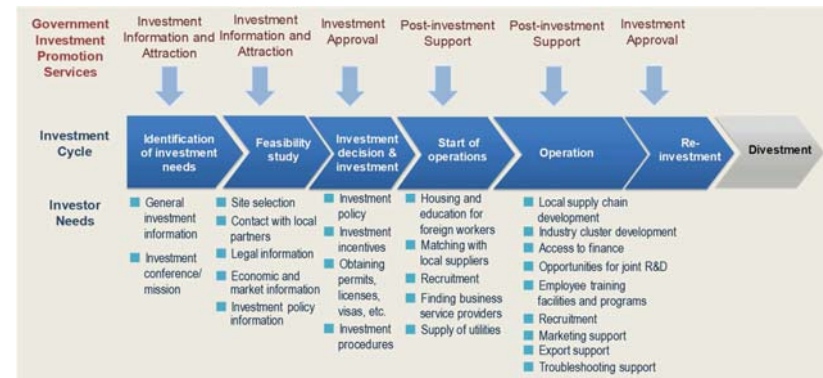 Government
Investment
Promotion
Services
Investment
Information and
Attraction
Investment
Information and
Attraction
Investment
Approval
Post-investment
Support
Post-investment
Support
Investment
Approval
Investment
Cycle
Identification
of investment
needs
Feasibility
study
Investment
decision &
investment
Start of
operations
Operation
Re-
investment
Divestment
Investor
Needs
General
investment
information
Investment
conference/
mission
Site selection
Contact with local
partners
Legal information
Economic and
market information
Investment policy
information
Investment
policy
Investment
incentives
Obtaining
permits,
licenses,
visas, etc.
Investment
procedures
Housing and
education for
foreign workers
Matching with
local suppliers
Recruitment
Finding business
service providers
Supply of utilities
Local supply chain
development
Industry cluster development
Access to finance
Opportunities for joint R&D
Employee training
facilities and programs
Recruitment
Marketing support
Export support
Troubleshooting support